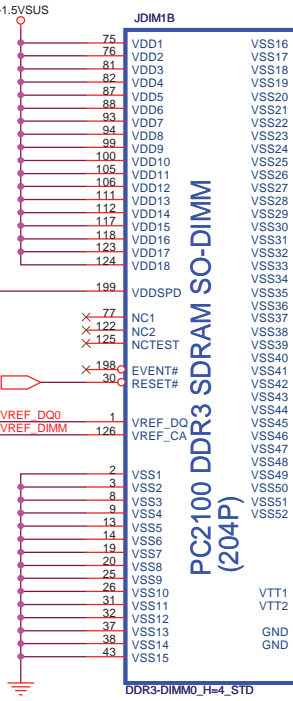 +1.5VSUS
JDIM1B
75 VDD1 VSS16
76 VDD2 VSS17
81 VDD3 VSS18
82 VDD4 VSS19
87 VDD5 VSS20
88 VDD6 VSS21
93 VDD7 VSS22
94 VDD8 VSS23
99 VDD9 VSS24
100 VDD10 VSS25
105 VDD11 VSS26
106 VDD12 VSS27
111 VDD13 VSS28
112 VDD14 VSS29
117 VDD15 VSS30
118 VDD16 VSS31
123 VDD17 VSS32
124 VDD18 VSS33
VSS34
199 VDDSPD VSS35
VSS36
77 NC1 VSS37
122 NC2 VSS38
125 NCTEST VSS39
VSS40
198 EVENT# VSS41
30 RESET# VSS42
VSS43
VSS44
VREF_DQ0 1 VREF_DQ VSS45
VREF_DIMM 126 VREF_CA VSS46
VSS47
VSS48
2 VSS1 VSS49
3 VSS2 VSS50
8 VSS3 VSS51
9 VSS4 VSS52
13 VSS5
14 VSS6
19 VSS7
20 VSS8
25 VSS9
26 VSS10 VTT1
31 VSS11 VTT2
32 VSS12
37 VSS13 GND
38 VSS14 GND
43 VSS15
PC2100 DDR3 SDRAM SO-DIMM
(204P)
DDR3-DIMM0_H=4_STD